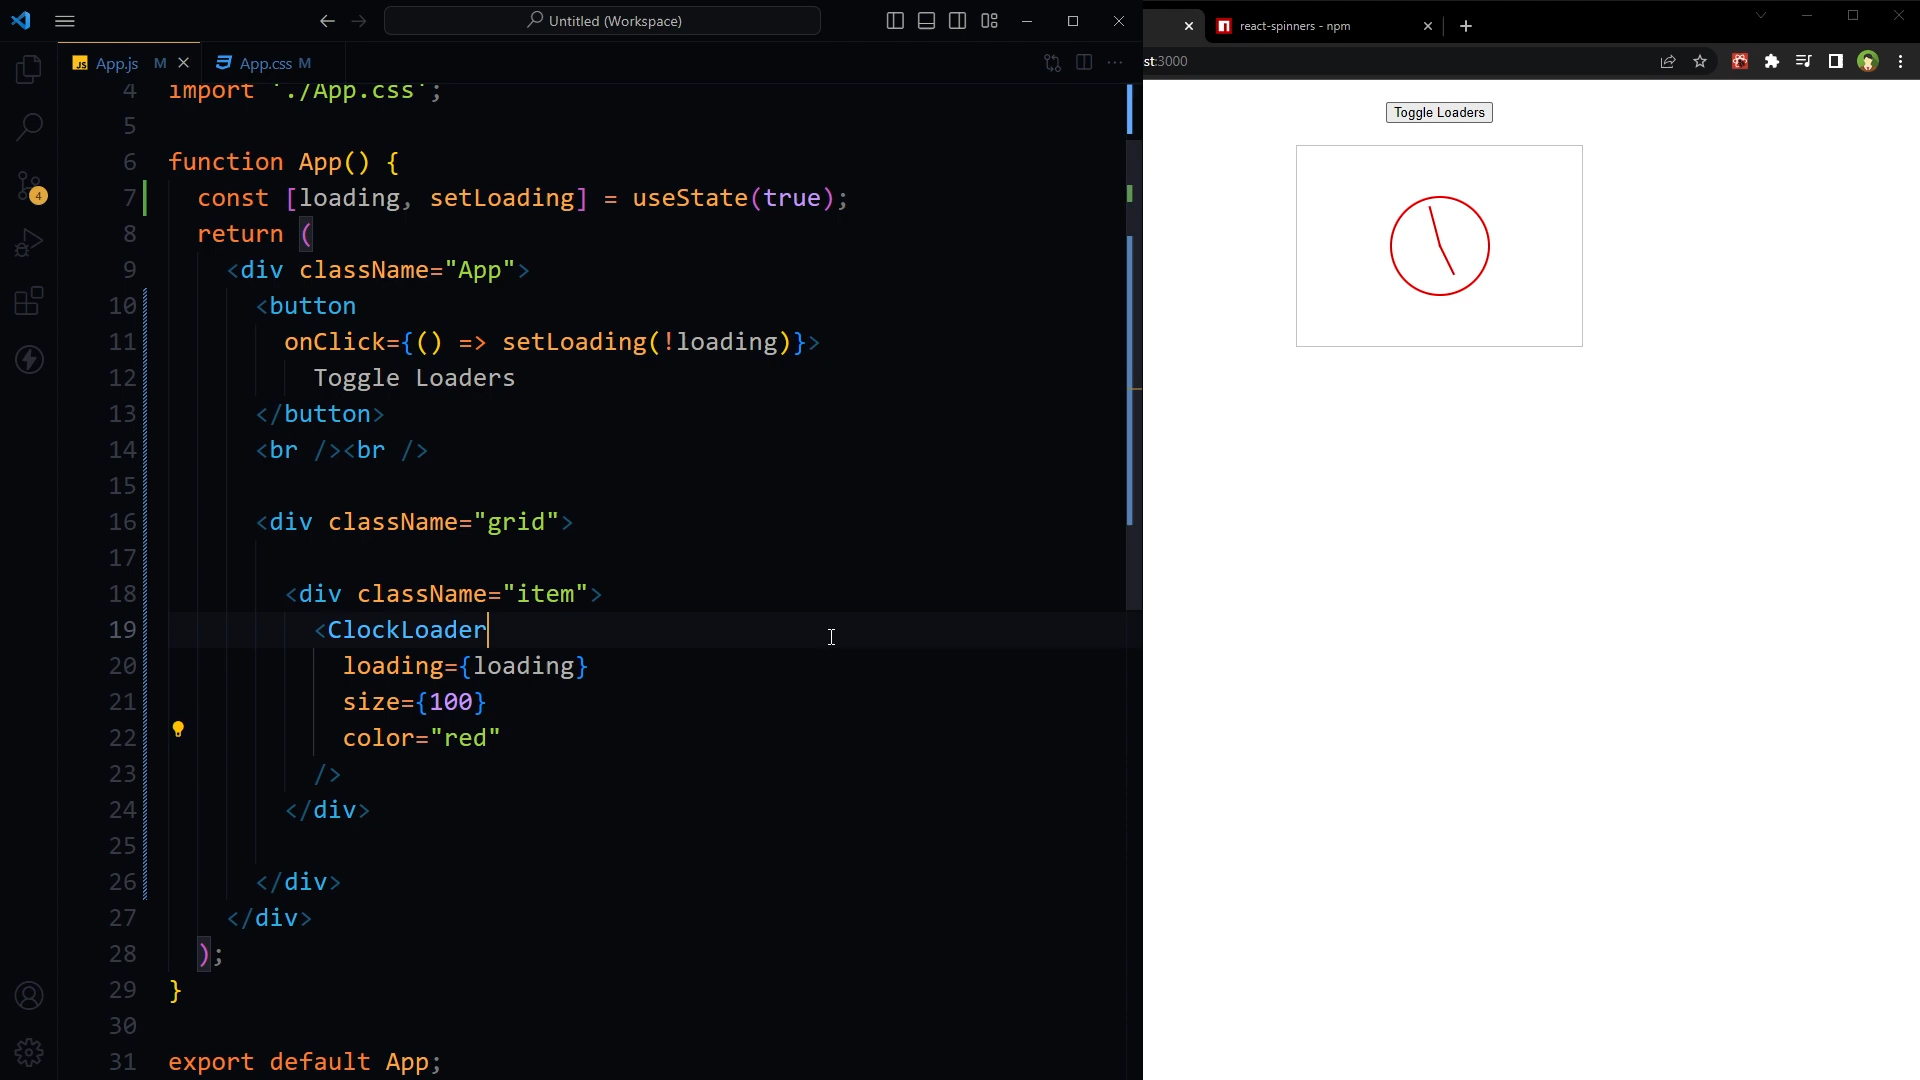 Untitled (Workspace)
react-spinners - npm
App.js M
App.css M
st:3000
4 import './App.css';
5
6 function App() {
7 const [loading, setLoading] = useState(true);
8 return (
9 <div className="App">
10 <button
11 onClick={() => setLoading(!loading)}>
12 Toggle Loaders
13 </button>
14 <br /><br />
15
16 <div className="grid">
17
18 <div className="item">
19 <ClockLoader
20 loading={loading}
21 size={100}
22 color="red"
23 />
24 </div>
25
26 </div>
27 </div>
28 );
29 }
30
31 export default App;
4
Toggle Loaders